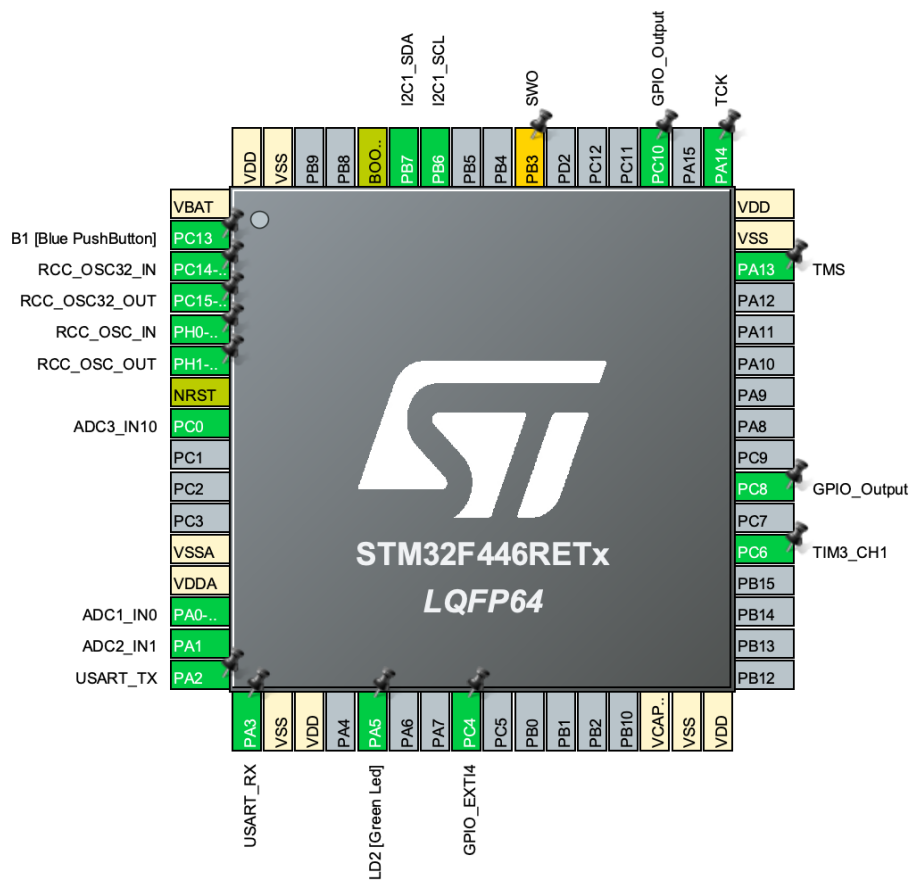 I2C1_SDA
I2C1_SCL
SWO
GPIO_Output
TCK
VDD
VSS
PB9
PB8
BOO..
PB7
PB6
PB5
PB4
PB3
PD2
PC12
PC11
PC10
PA15
PA14
VBAT
B1 [Blue PushButton] PC13
RCC_OSC32_IN PC14-..
RCC_OSC32_OUT PC15-..
RCC_OSC_IN PH0-..
RCC_OSC_OUT PH1-..
NRST
ADC3_IN10 PC0
PC1
PC2
PC3
VSSA
VDDA
ADC1_IN0 PA0-..
ADC2_IN1 PA1
USART_TX PA2
ST
STM32F446RETx
LQFP64
VDD
VSS
PA13 TMS
PA12
PA11
PA10
PA9
PA8
PC9
PC8 GPIO_Output
PC7
PC6 TIM3_CH1
PB15
PB14
PB13
PB12
PA3
VSS
VDD
PA4
PA5
PA6
PA7
PC4
PC5
PB0
PB1
PB2
PB10
VCAP..
VSS
VDD
USART_RX
LD2 [Green Led]
GPIO_EXTI4